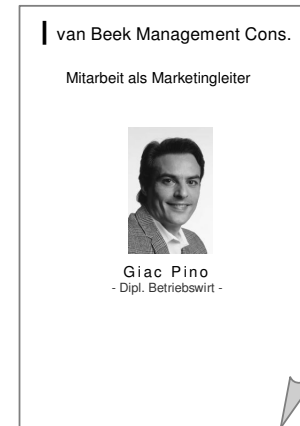 van Beek Management Cons.
Mitarbeit als Marketingleiter
Giac Pino
- Dipl. Betriebswirt -